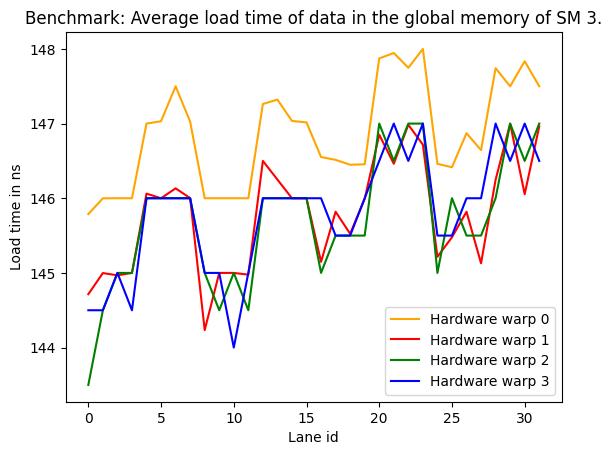 Benchmark: Average load time of data in the global memory of SM 3.
148
147
146
145
144
Load time in ns
0
5
10
15
20
25
30
Lane id
Hardware warp 0
Hardware warp 1
Hardware warp 2
Hardware warp 3